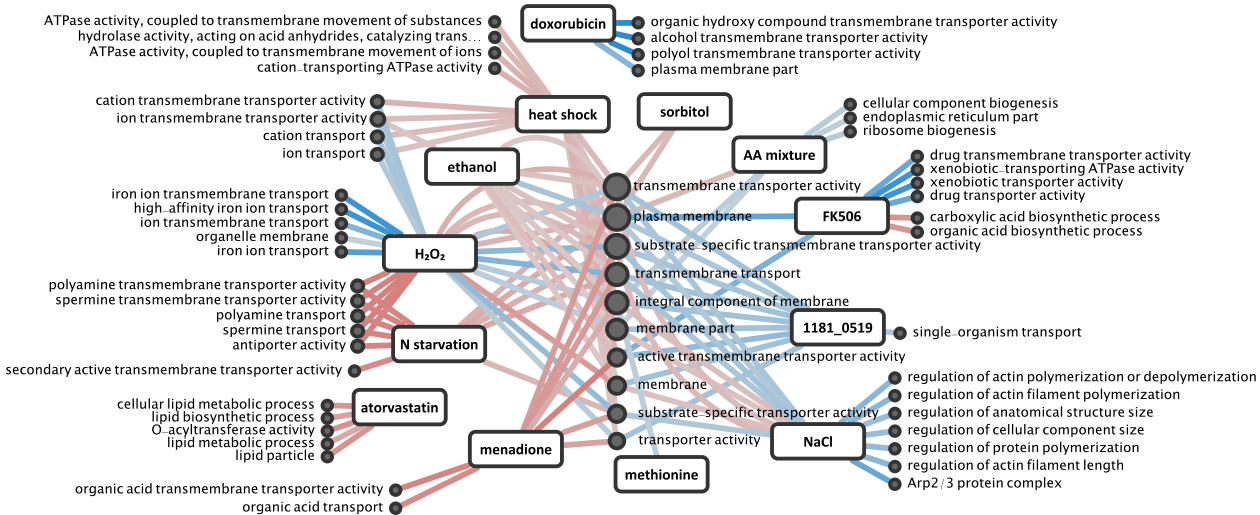 ATPase activity, coupled to transmembrane movement of substances
hydrolase activity, acting on acid anhydrides, catalyzing trans...
ATPase activity, coupled to transmembrane movement of ions
cation-transporting ATPase activity
doxorubicin
organic hydroxy compound transmembrane transporter activity
alcohol transmembrane transporter activity
polyol transmembrane transporter activity
plasma membrane part
cation transmembrane transporter activity
ion transmembrane transporter activity
cation transport
ion transport
heat shock
sorbitol
ethanol
AA mixture
cellular component biogenesis
endoplasmic reticulum part
ribosome biogenesis
drug transmembrane transporter activity
xenobiotic-transporting ATPase activity
xenobiotic transporter activity
drug transporter activity
FK506
carboxylic acid biosynthetic process
organic acid biosynthetic process
iron ion transmembrane transport
high-affinity iron ion transport
ion transmembrane transport
organelle membrane
iron ion transport
H₂O₂
transmembrane transporter activity
plasma membrane
substrate-specific transmembrane transporter activity
transmembrane transport
integral component of membrane
membrane part
active transmembrane transporter activity
membrane
substrate-specific transporter activity
transporter activity
polyamine transmembrane transporter activity
spermine transmembrane transporter activity
polyamine transport
spermine transport
antiporter activity
N starvation
secondary active transmembrane transporter activity
1181_0519
single-organism transport
cellular lipid metabolic process
lipid biosynthetic process
O-acyltransferase activity
lipid metabolic process
lipid particle
atorvastatin
menadione
methionine
NaCl
regulation of actin polymerization or depolymerization
regulation of actin filament polymerization
regulation of anatomical structure size
regulation of cellular component size
regulation of protein polymerization
regulation of actin filament length
Arp2/3 protein complex
organic acid transmembrane transporter activity
organic acid transport